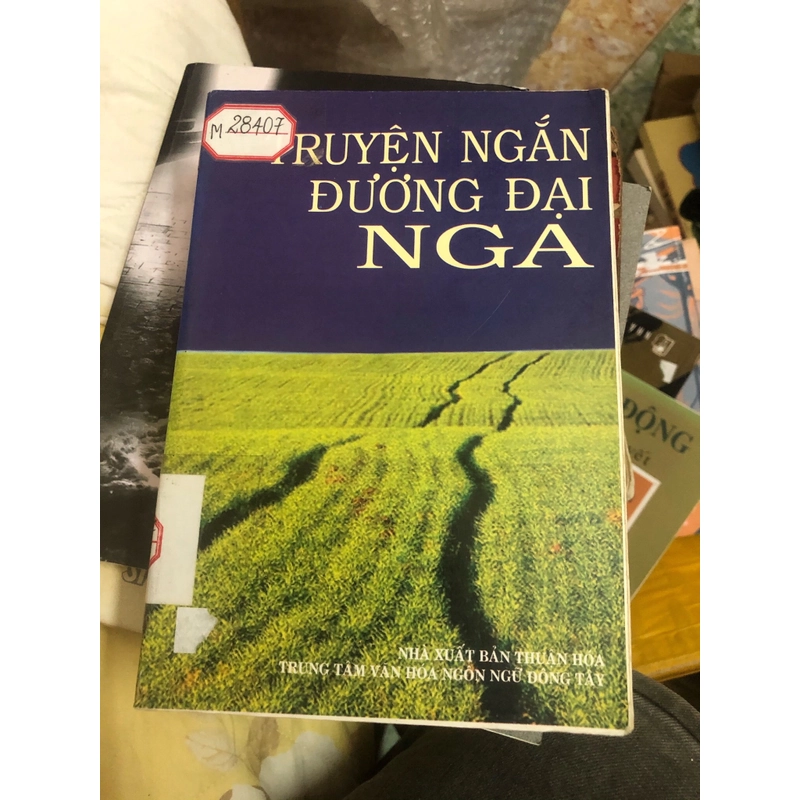 M 28407
TRUYỆN NGẮN
ĐƯƠNG ĐẠI
NGA
NHÀ XUẤT BẢN THUẬN HÓA
TRUNG TÂM VĂN HÓA NGÔN NGỮ ĐÔNG TÂY
ĐỘNG